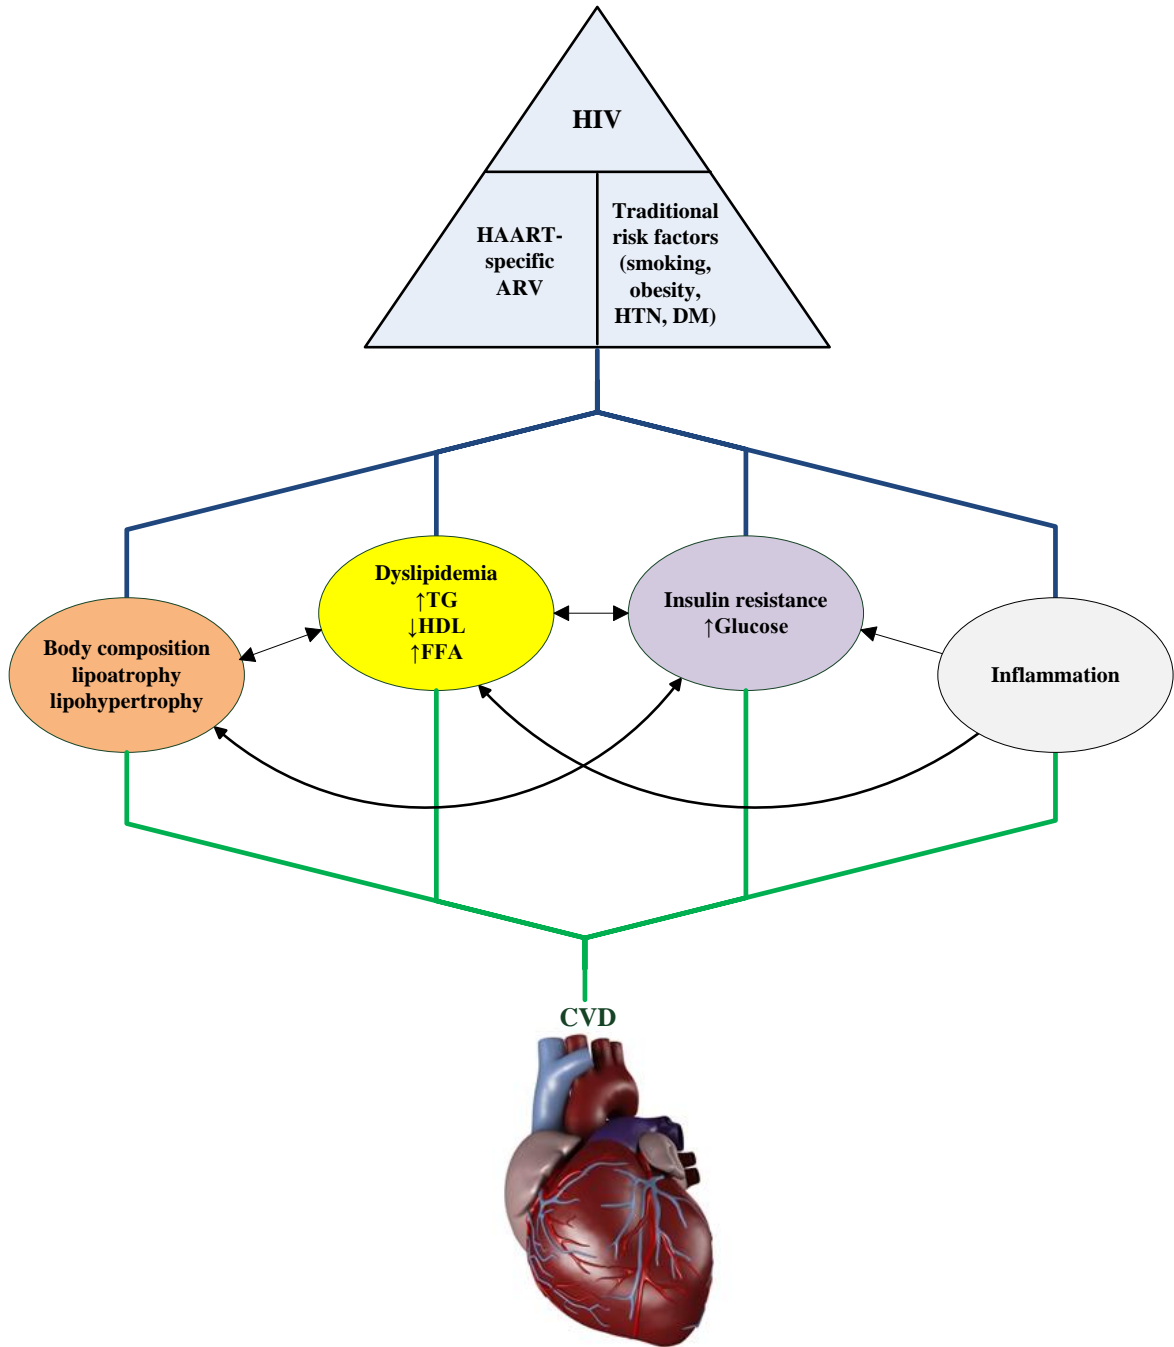 HIV
HAART-
specific
ARV
Traditional
risk factors
(smoking,
obesity,
HTN, DM)
Dyslipidemia
↑TG
↓HDL
↑FFA
Insulin resistance
↑Glucose
Body composition
lipoatrophy
lipohypertrophy
Inflammation
CVD